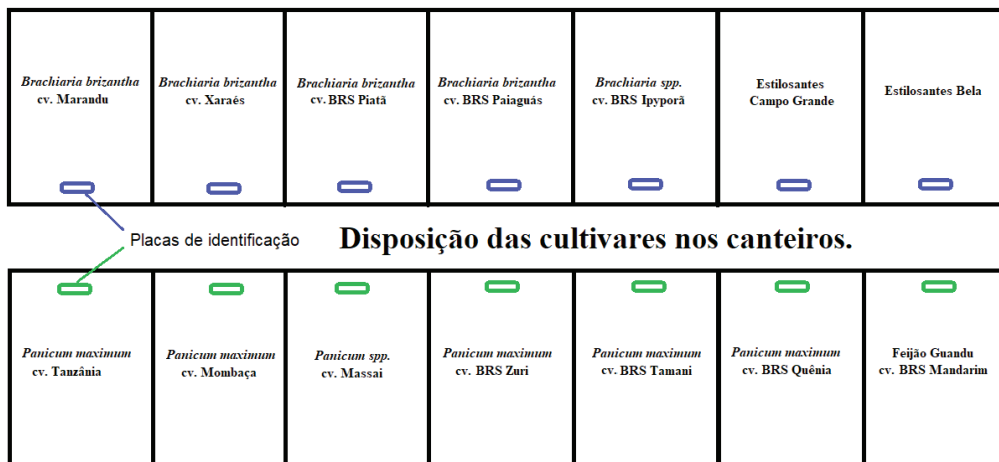 Brachiaria brizantha
cv. Marandu
Brachiaria brizantha
cv. Xaraés
Brachiaria brizantha
cv. BRS Piatã
Brachiaria brizantha
cv. BRS Paiaguás
Brachiaria spp.
cv. BRS Ipyporã
Estilosantes
Campo Grande
Estilosantes Bela
Placas de identificação
Disposição das cultivares nos canteiros.
Panicum maximum
cv. Tanzânia
Panicum maximum
cv. Mombaça
Panicum spp.
cv. Massai
Panicum maximum
cv. BRS Zuri
Panicum maximum
cv. BRS Tamani
Panicum maximum
cv. BRS Quênia
Feijão Guandu
cv. BRS Mandarim